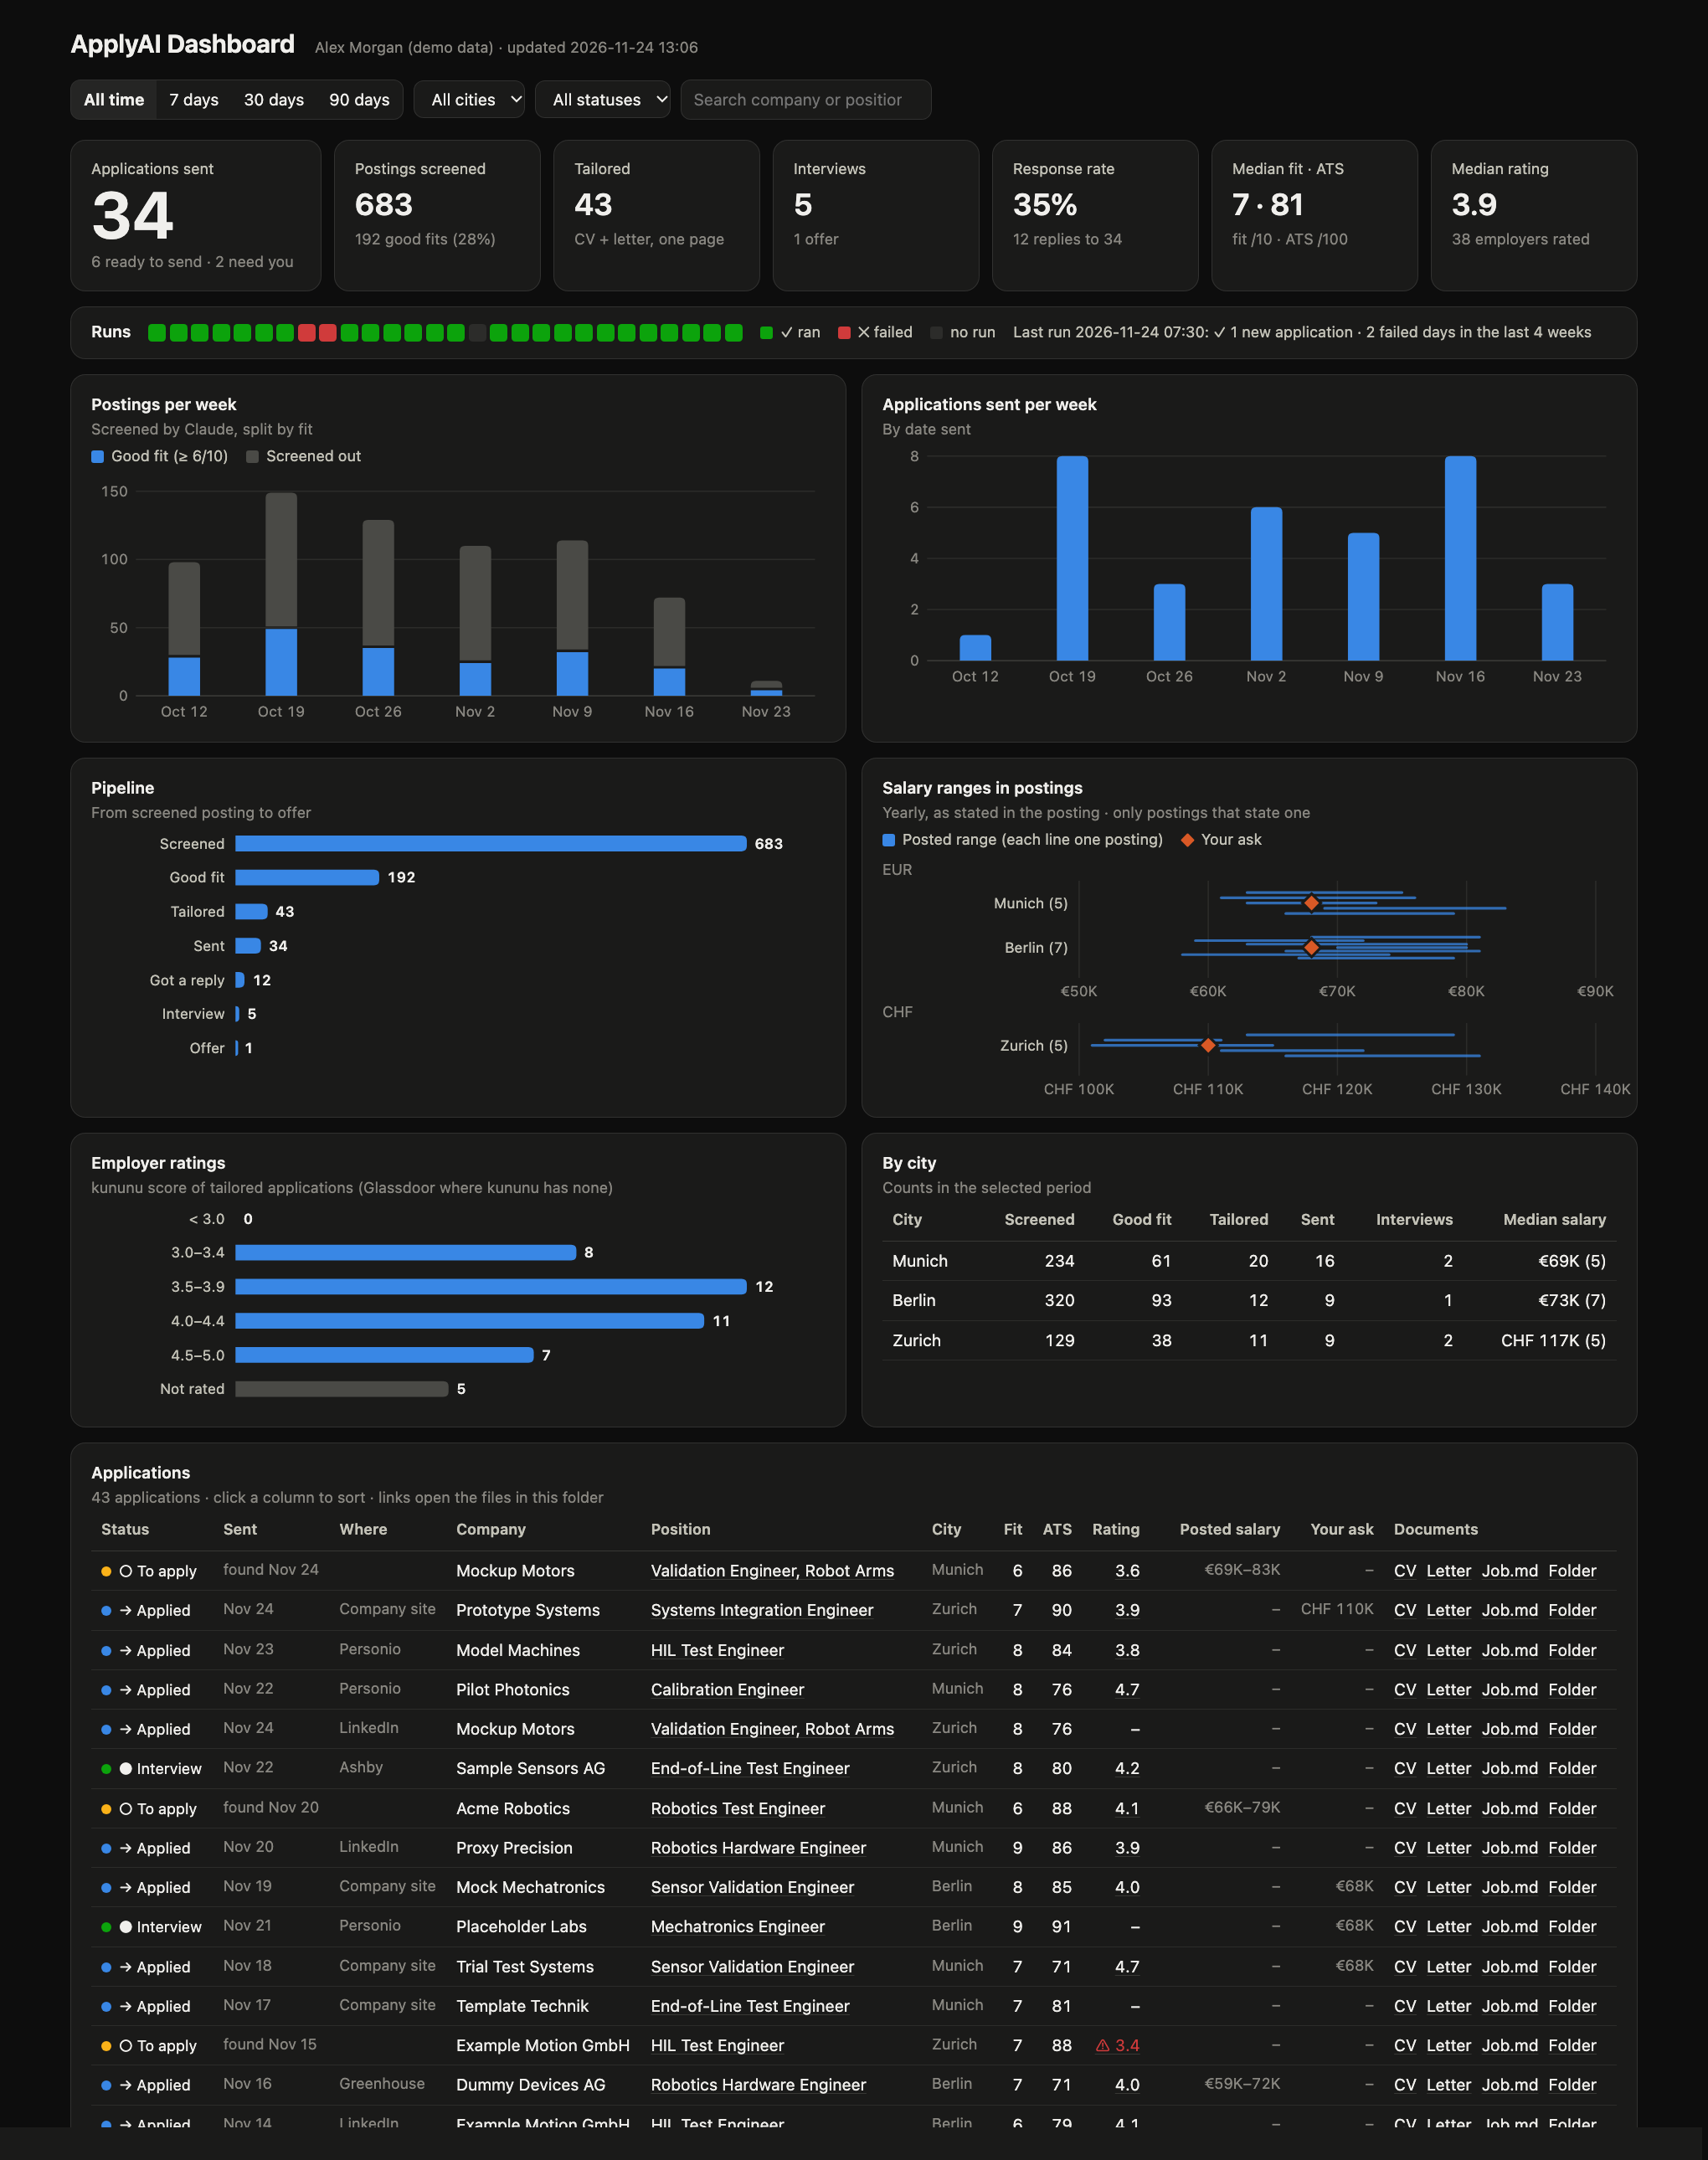 ApplyAI Dashboard Alex Morgan (demo data) · updated 2026-11-24 13:06
All time 7 days 30 days 90 days All cities All statuses Search company or position
Applications sent
34
6 ready to send · 2 need you
Postings screened
683
192 good fits (28%)
Tailored
43
CV + letter, one page
Interviews
5
1 offer
Response rate
35%
12 replies to 34
Median fit · ATS
7 · 81
fit /10 · ATS /100
Median rating
3.9
38 employers rated
Runs ✓ ran ✕ failed no run Last run 2026-11-24 07:30: ✓ 1 new application · 2 failed days in the last 4 weeks
Postings per week
Screened by Claude, split by fit
Good fit (≥ 6/10) Screened out
150
100
50
0
Oct 12 Oct 19 Oct 26 Nov 2 Nov 9 Nov 16 Nov 23
Applications sent per week
By date sent
8
6
4
2
0
Oct 12 Oct 19 Oct 26 Nov 2 Nov 9 Nov 16 Nov 23
Pipeline
From screened posting to offer
Screened 683
Good fit 192
Tailored 43
Sent 34
Got a reply 12
Interview 5
Offer 1
Salary ranges in postings
Yearly, as stated in the posting · only postings that state one
Posted range (each line one posting) Your ask
EUR
Munich (5)
Berlin (7)
€50K €60K €70K €80K €90K
CHF
Zurich (5)
CHF 100K CHF 110K CHF 120K CHF 130K CHF 140K
Employer ratings
kununu score of tailored applications (Glassdoor where kununu has none)
< 3.0 0
3.0–3.4 8
3.5–3.9 12
4.0–4.4 11
4.5–5.0 7
Not rated 5
By city
Counts in the selected period
City Screened Good fit Tailored Sent Interviews Median salary
Munich 234 61 20 16 2 €69K (5)
Berlin 320 93 12 9 1 €73K (7)
Zurich 129 38 11 9 2 CHF 117K (5)
Applications
43 applications · click a column to sort · links open the files in this folder
Status Sent Where Company Position City Fit ATS Rating Posted salary Your ask Documents
To apply found Nov 24 Mockup Motors Validation Engineer, Robot Arms Munich 6 86 3.6 €69K–83K – CV Letter Job.md Folder
→ Applied Nov 24 Company site Prototype Systems Systems Integration Engineer Zurich 7 90 3.9 – CHF 110K CV Letter Job.md Folder
→ Applied Nov 23 Personio Model Machines HIL Test Engineer Zurich 8 84 3.8 – – CV Letter Job.md Folder
→ Applied Nov 22 Personio Pilot Photonics Calibration Engineer Munich 8 76 4.7 – – CV Letter Job.md Folder
→ Applied Nov 24 LinkedIn Mockup Motors Validation Engineer, Robot Arms Zurich 8 76 – – – CV Letter Job.md Folder
Interview Nov 22 Ashby Sample Sensors AG End-of-Line Test Engineer Zurich 8 80 4.2 – – CV Letter Job.md Folder
To apply found Nov 20 Acme Robotics Robotics Test Engineer Munich 6 88 4.1 €66K–79K – CV Letter Job.md Folder
→ Applied Nov 20 LinkedIn Proxy Precision Robotics Hardware Engineer Munich 9 86 3.9 – – CV Letter Job.md Folder
→ Applied Nov 19 Company site Mock Mechatronics Sensor Validation Engineer Berlin 8 85 4.0 – €68K CV Letter Job.md Folder
Interview Nov 21 Personio Placeholder Labs Mechatronics Engineer Berlin 9 91 – – €68K CV Letter Job.md Folder
→ Applied Nov 18 Company site Trial Test Systems Sensor Validation Engineer Munich 7 71 4.7 – €68K CV Letter Job.md Folder
→ Applied Nov 17 Company site Template Technik End-of-Line Test Engineer Munich 7 81 – – – CV Letter Job.md Folder
To apply found Nov 15 Example Motion GmbH HIL Test Engineer Zurich 7 88 ⚠ 3.4 – – CV Letter Job.md Folder
→ Applied Nov 16 Greenhouse Dummy Devices AG Robotics Hardware Engineer Berlin 7 71 4.0 €59K–72K – CV Letter Job.md Folder
→ Applied Nov 14 LinkedIn Example Motion GmbH HIL Test Engineer Berlin 6 79 4.1 – – CV Letter Job.md Folder